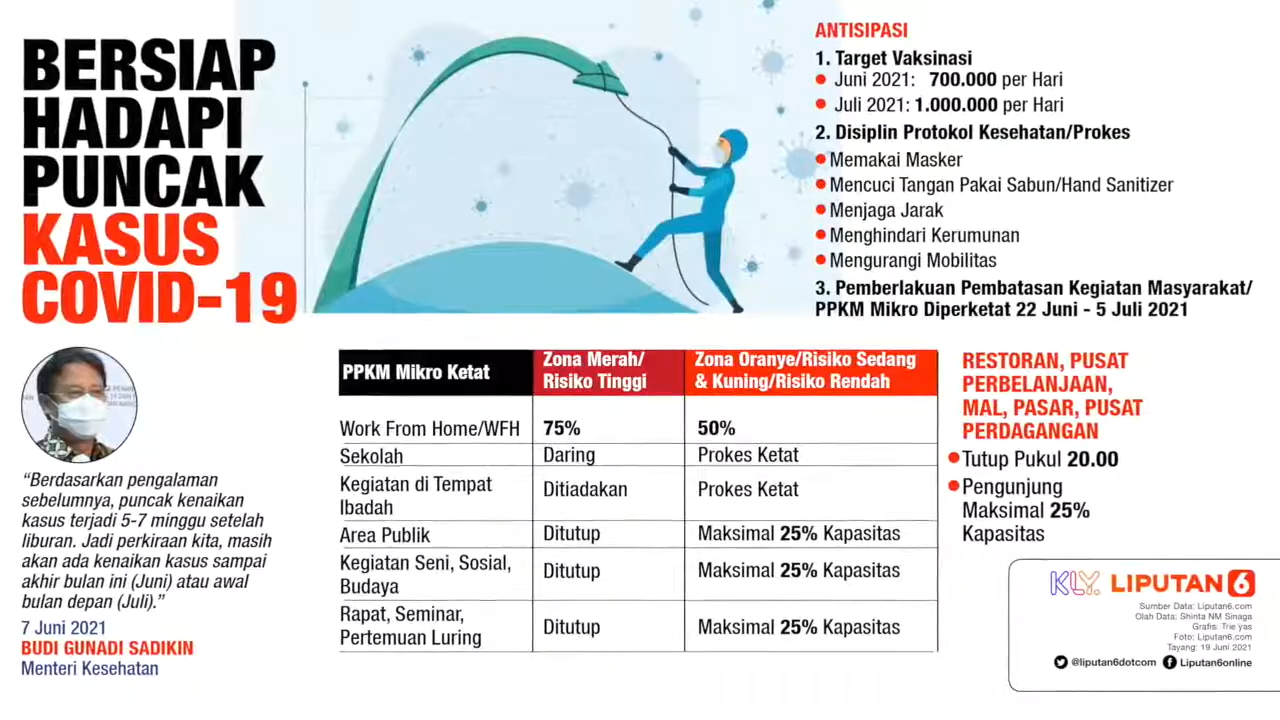 BERSIAP
HADAPI
PUNCAK
KASUS
COVID-19
ANTISIPASI
1. Target Vaksinasi
Juni 2021: 700.000 per Hari
Juli 2021: 1.000.000 per Hari
2. Disiplin Protokol Kesehatan/Prokes
Memakai Masker
Mencuci Tangan Pakai Sabun/Hand Sanitizer
Menjaga Jarak
Menghindari Kerumunan
Mengurangi Mobilitas
3. Pemberlakuan Pembatasan Kegiatan Masyarakat/
PPKM Mikro Diperketat 22 Juni - 5 Juli 2021
“Berdasarkan pengalaman
sebelumnya, puncak kenaikan
kasus terjadi 5-7 minggu setelah
liburan. Jadi perkiraan kita, masih
akan ada kenaikan kasus sampai
akhir bulan ini (Juni) atau awal
bulan depan (Juli).”
7 Juni 2021
BUDI GUNADI SADIKIN
Menteri Kesehatan
PPKM Mikro Ketat
Zona Merah/
Risiko Tinggi
Zona Oranye/Risiko Sedang
& Kuning/Risiko Rendah
Work From Home/WFH 75% 50%
Sekolah Daring Prokes Ketat
Kegiatan di Tempat
Ibadah
Ditiadakan Prokes Ketat
Area Publik Ditutup Maksimal 25% Kapasitas
Kegiatan Seni, Sosial,
Budaya
Ditutup Maksimal 25% Kapasitas
Rapat, Seminar,
Pertemuan Luring
Ditutup Maksimal 25% Kapasitas
RESTORAN, PUSAT
PERBELANJAAN,
MAL, PASAR, PUSAT
PERDAGANGAN
Tutup Pukul 20.00
Pengunjung
Maksimal 25%
Kapasitas
KLY. LIPUTAN 6
Sumber Data: Liputan6.com
Olah Data: Shinta NM Sinaga
Grafis: Trie yas
Foto: Liputan6.com
Tayang: 19 Juni 2021
@liputan6dotcom Liputan6online